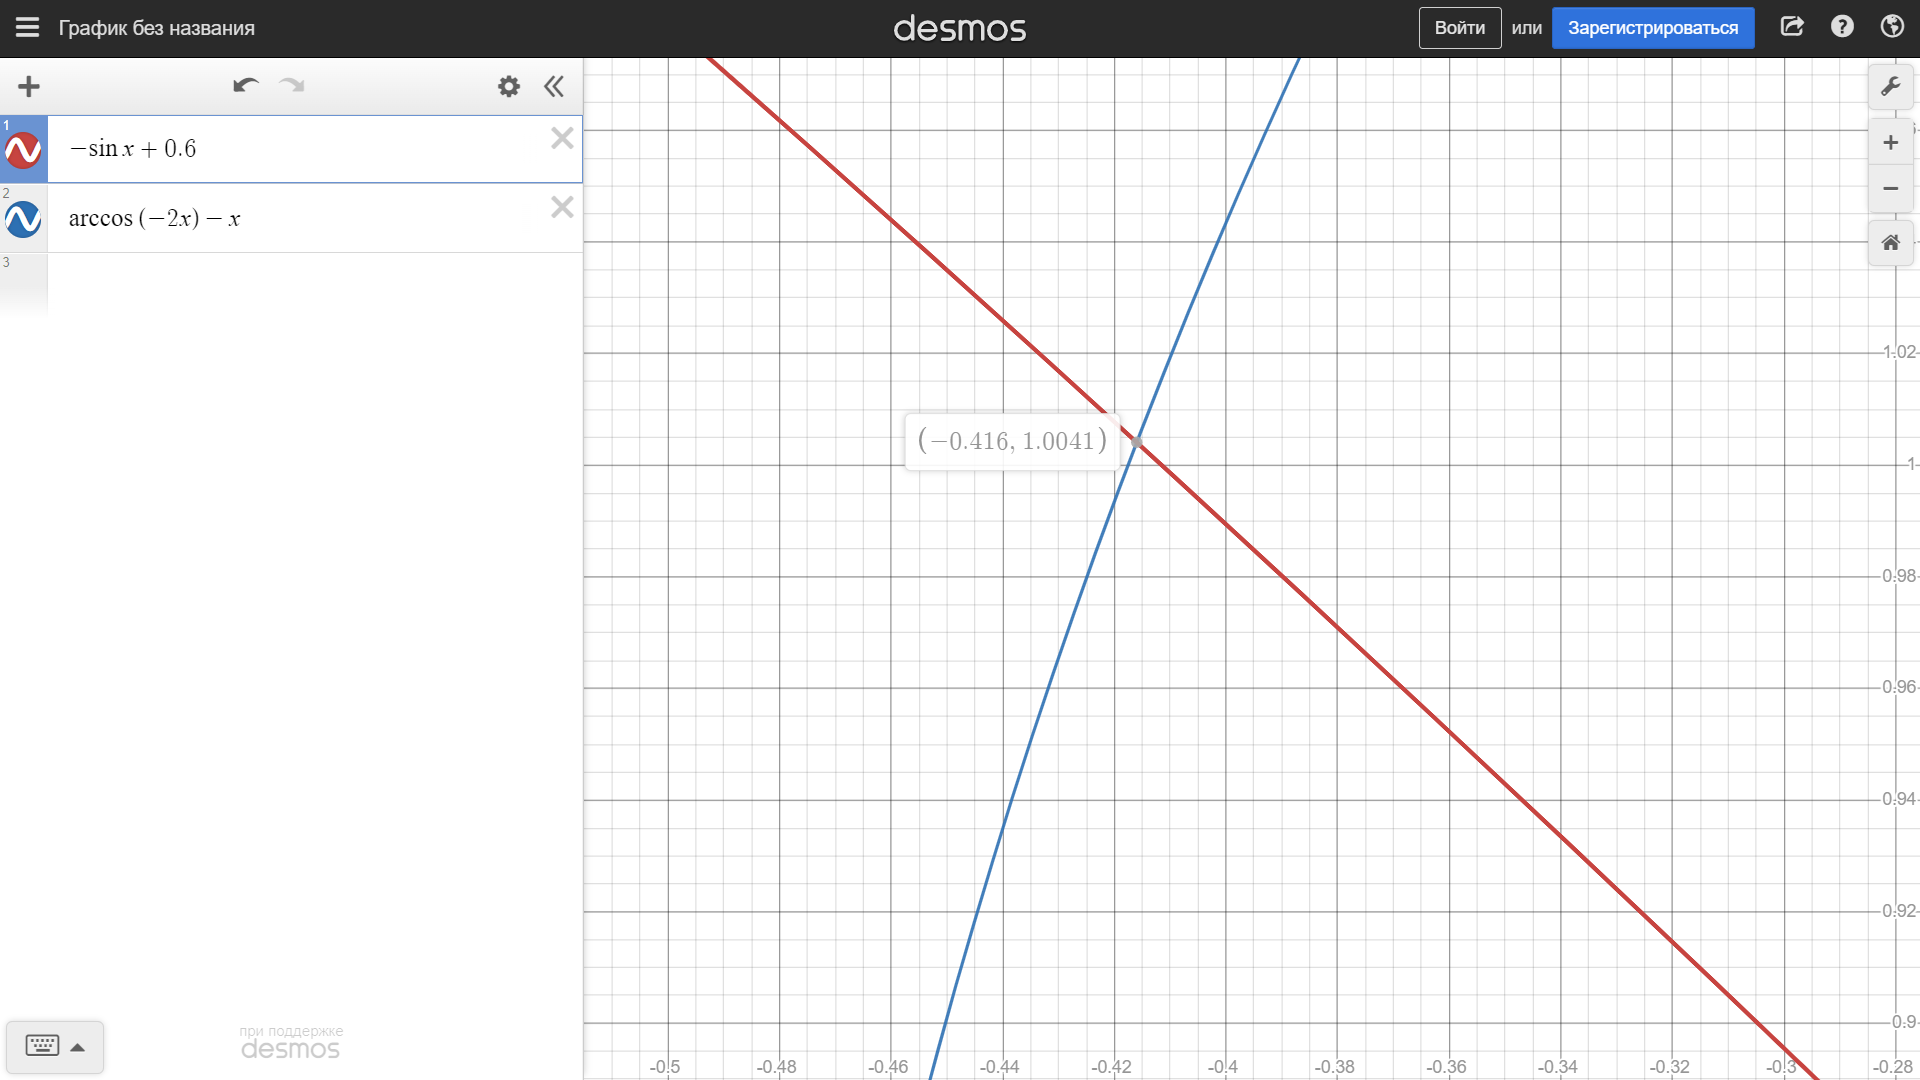 График без названия
desmos
Войти или Зарегистрироваться
1
−sin x + 0.6
2
arccos (−2x) − x
3
(−0.416, 1.0041)
1.02
1
0.98
0.96
0.94
0.92
0.9
-0.5 -0.48 -0.46 -0.44 -0.42 -0.4 -0.38 -0.36 -0.34 -0.32 -0.3 -0.28
при поддержке
desmos